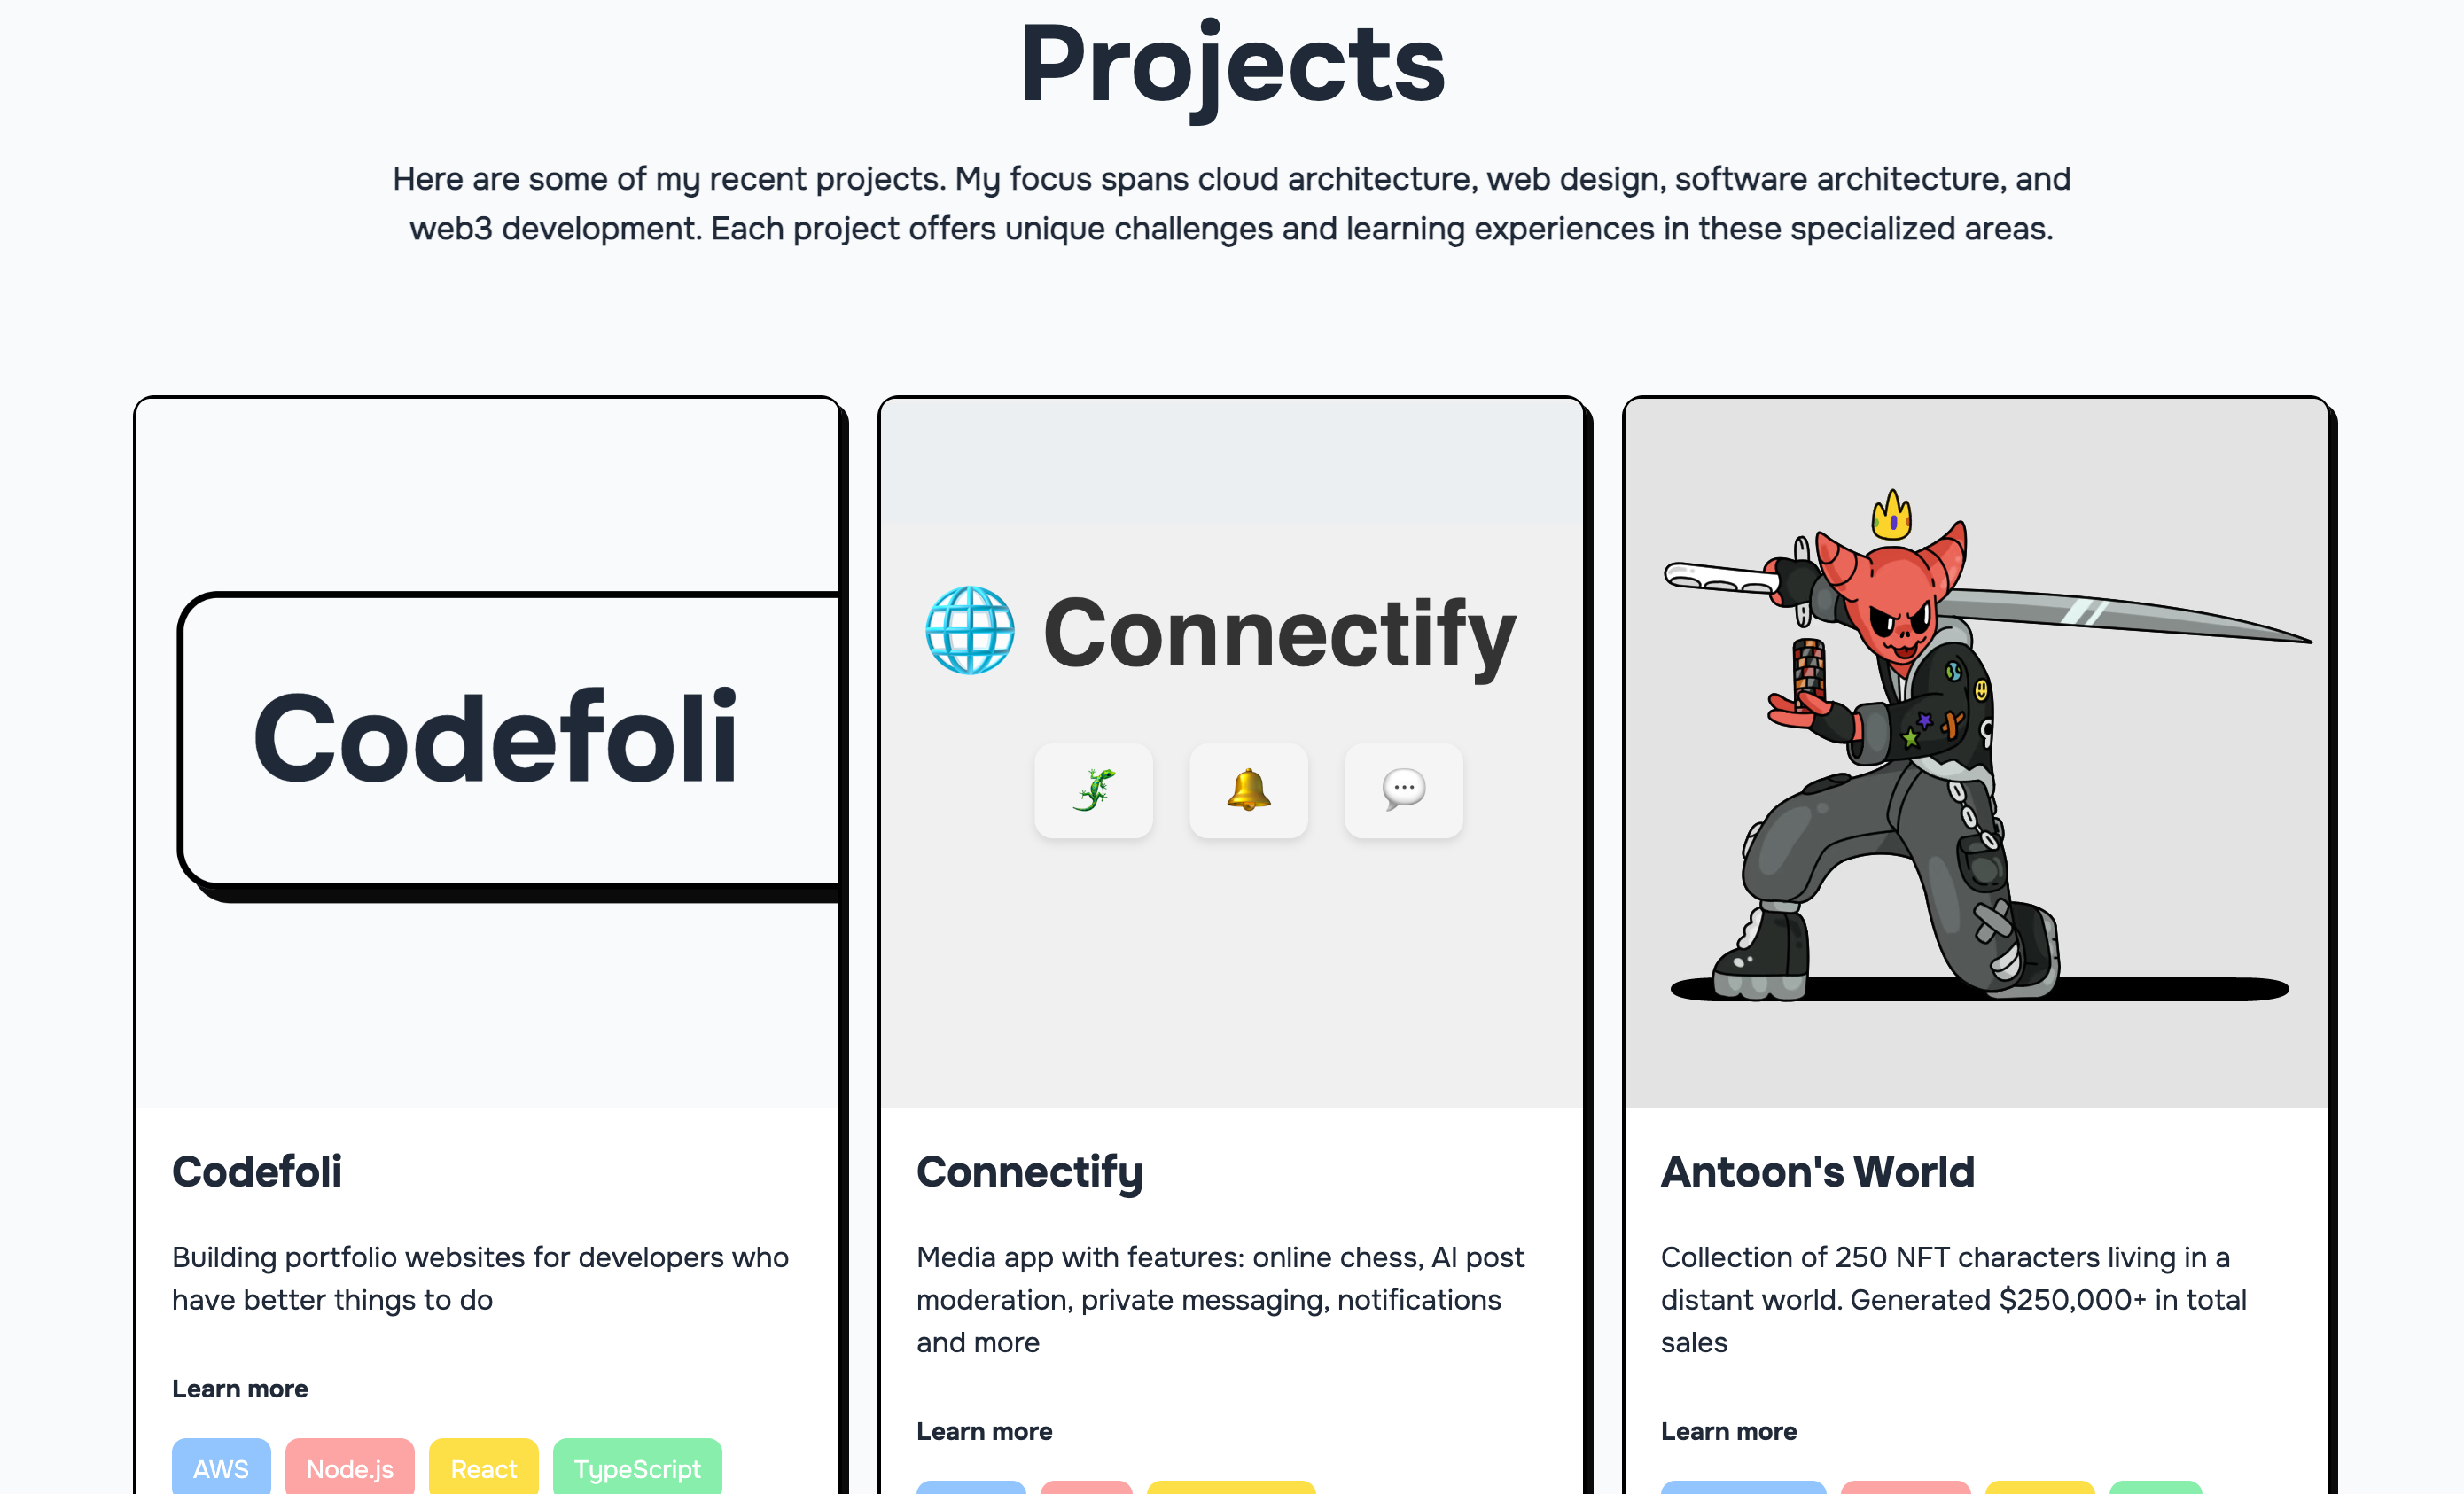 Projects
Here are some of my recent projects. My focus spans cloud architecture, web design, software architecture, and
web3 development. Each project offers unique challenges and learning experiences in these specialized areas.
Codefoli
Connectify
Codefoli
Building portfolio websites for developers who
have better things to do
Learn more
AWS
Node.js
React
TypeScript
Connectify
Media app with features: online chess, AI post
moderation, private messaging, notifications
and more
Learn more
Antoon's World
Collection of 250 NFT characters living in a
distant world. Generated $250,000+ in total
sales
Learn more